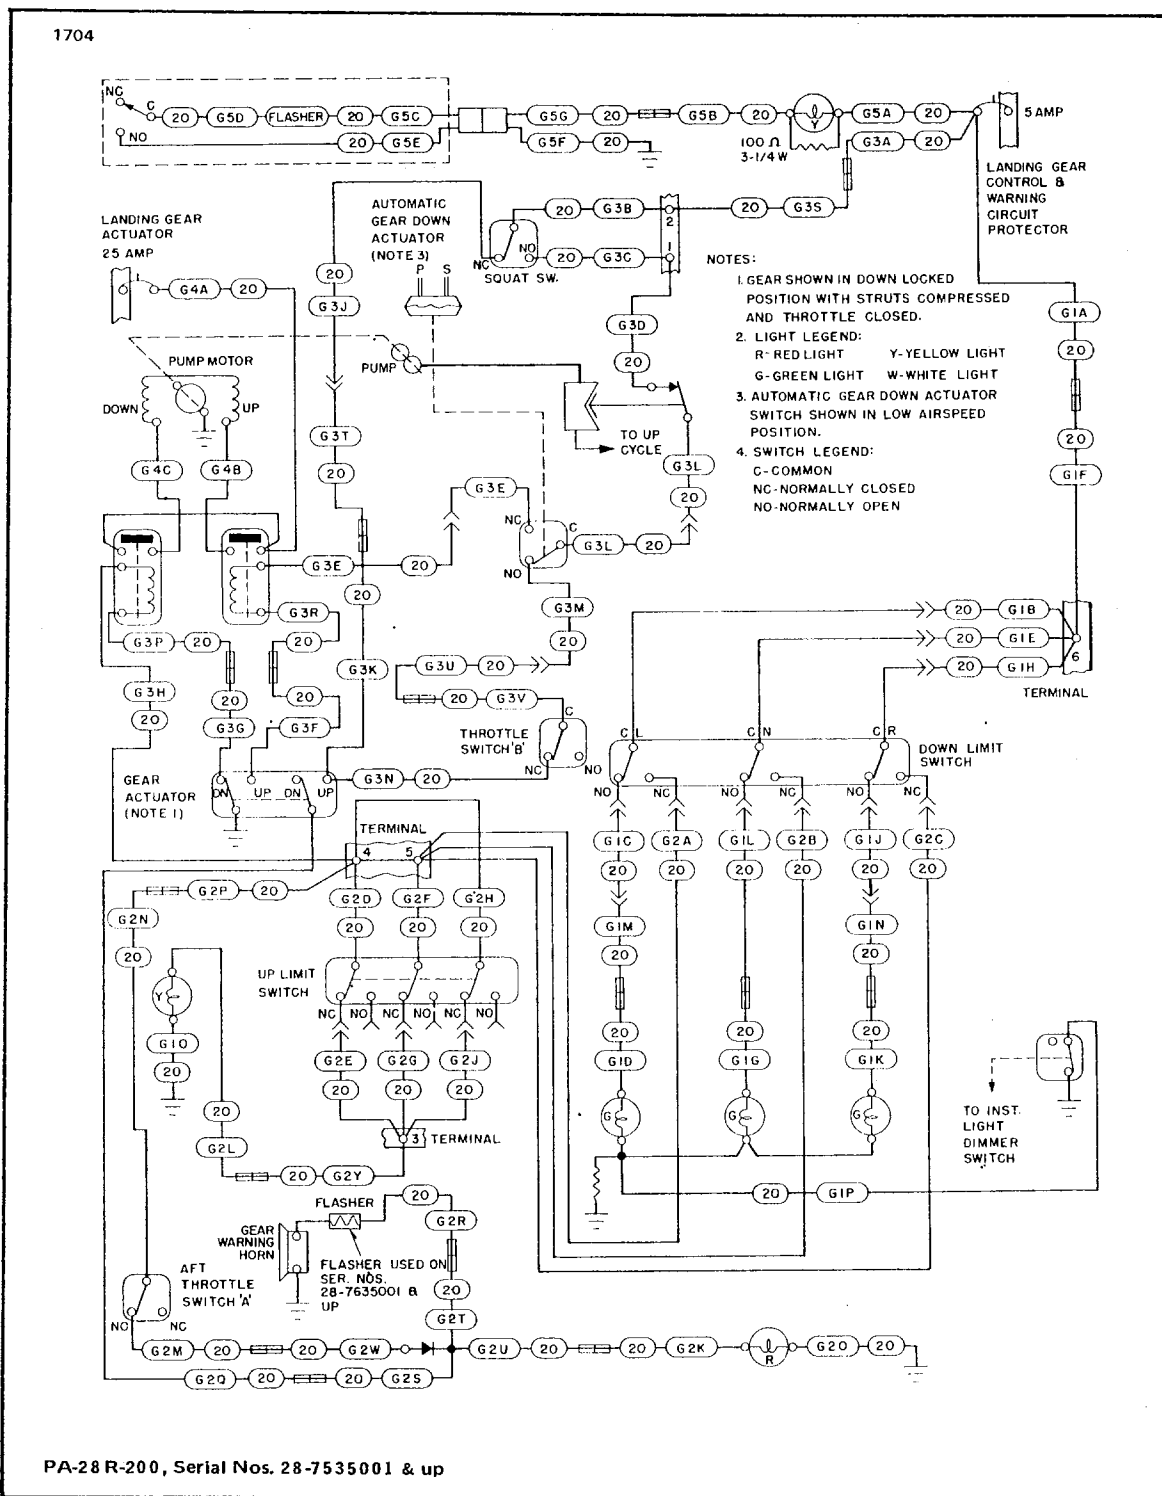 1704
NC
C
20 G5D FLASHER 20 G5C G5G 20 G5B 20 Y G5A 20 5 AMP
NO
20 G5E G5F 20
100 Ω
3-1/4 W
G3A 20
LANDING GEAR
CONTROL &
WARNING
CIRCUIT
PROTECTOR
LANDING GEAR
ACTUATOR
25 AMP
AUTOMATIC
GEAR DOWN
ACTUATOR
(NOTE 3)
P S
20 G3B 2 20 G3S
NO 20 G3C 1
NC
SQUAT SW.
NOTES:
1. GEAR SHOWN IN DOWN LOCKED
POSITION WITH STRUTS COMPRESSED
AND THROTTLE CLOSED.
2. LIGHT LEGEND:
R-RED LIGHT Y-YELLOW LIGHT
G-GREEN LIGHT W-WHITE LIGHT
3. AUTOMATIC GEAR DOWN ACTUATOR
SWITCH SHOWN IN LOW AIRSPEED
POSITION.
4. SWITCH LEGEND:
C-COMMON
NC-NORMALLY CLOSED
NO-NORMALLY OPEN
G4A 20
20
G3J
G3D
20
G1A
20
20
G1F
PUMP MOTOR
PUMP
DOWN UP
TO UP
CYCLE
G4C G4B
G3T
20
G3L
20
G3E
NC C
G3L 20
NO
G3E 20
20
G3R
G3M
20
G3P 20 20
G3H
20
20
G3G
20
G3F
G3K
G3U 20
20 G3V
C
THROTTLE
SWITCH 'B'
NC NO
20 G1B
20 G1E
20 G1H
6
TERMINAL
C L C N C R
DOWN LIMIT
SWITCH
NO NC NO NC NO NC
GEAR
ACTUATOR
(NOTE 1)
DN UP DN UP
G3N 20
TERMINAL
4 5
G1C G2A G1L G2B G1J G2C
20 20 20 20 20 20
G2P 20
G2N
20
G2D G2F G2H
20 20 20
G1M G1N
20 20
UP LIMIT
SWITCH
NC NO NC NO NC NO
Y
G1Q
20
G2E G2G G2J
20 20 20
20 20 20
G1D G1G G1K
G G G
TO INST.
LIGHT
DIMMER
SWITCH
20
G2L
3 TERMINAL
20 G2Y
20 G1P
FLASHER 20
G2R
GEAR
WARNING
HORN
FLASHER USED ON
SER. NOS.
28-7635001 &
UP
20
G2T
AFT
THROTTLE
SWITCH 'A'
NO NC
G2M 20 20 G2W G2U 20 20 G2K R G2O 20
G2Q 20 20 G2S
PA-28R-200, Serial Nos. 28-7535001 & up